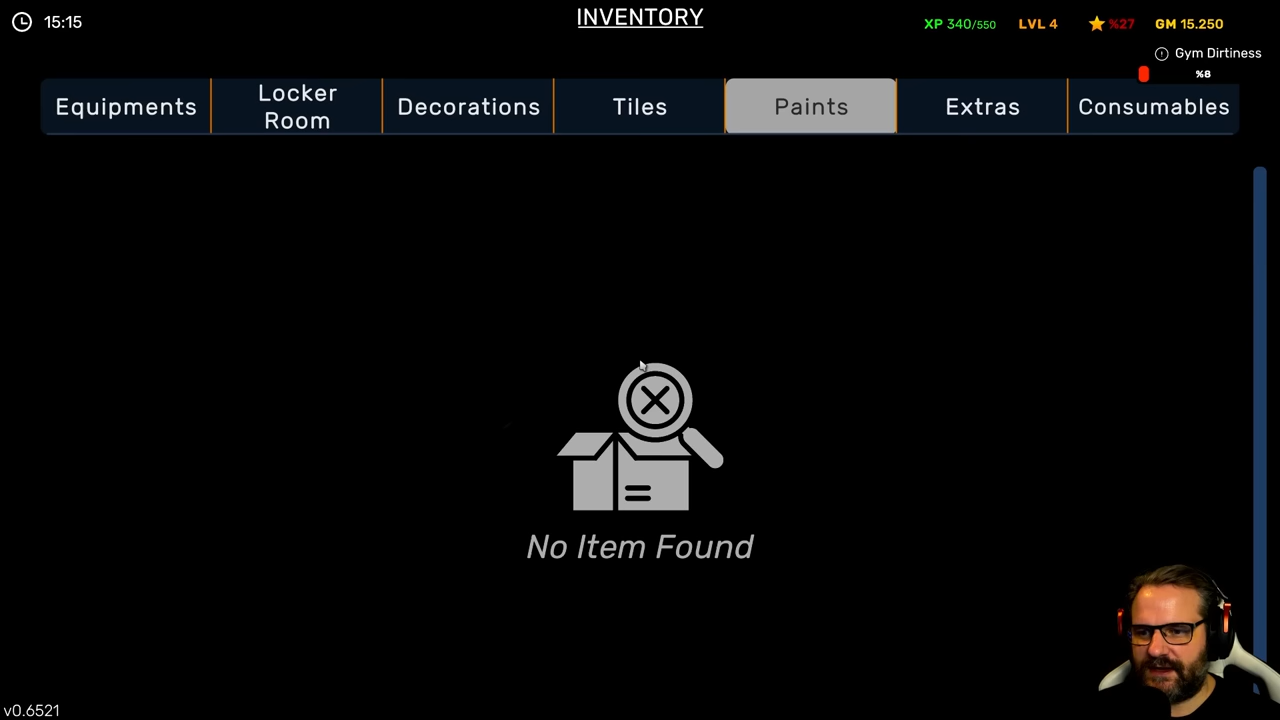 15:15
INVENTORY
XP 340/550
LVL 4
%27
GM 15.250
Gym Dirtiness
%8
Equipments
Locker
Room
Decorations
Tiles
Paints
Extras
Consumables
No Item Found
v0.6521